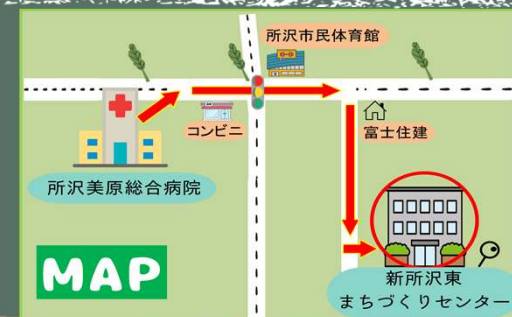 所沢市民体育館
コンビニ
富士住建
所沢美原総合病院
MAP
新所沢東
まちづくりセンター